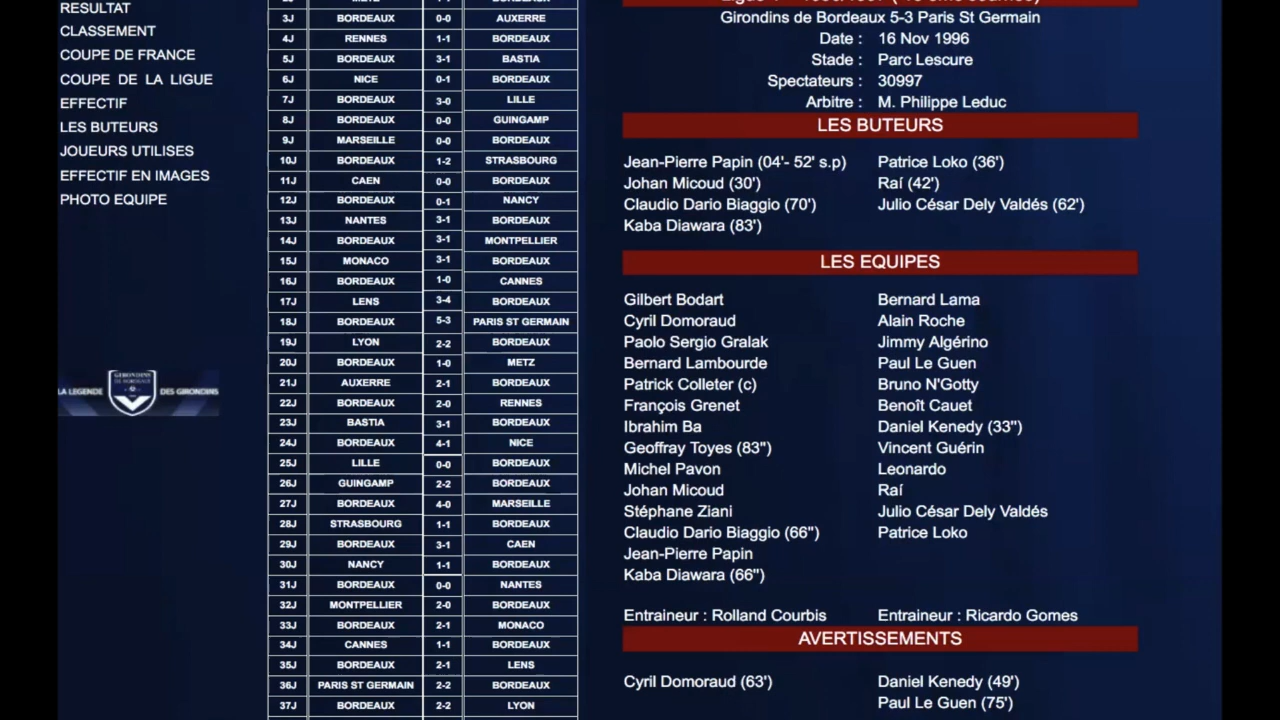 RESULTAT
CLASSEMENT
COUPE DE FRANCE
COUPE DE LA LIGUE
EFFECTIF
LES BUTEURS
JOUEURS UTILISES
EFFECTIF EN IMAGES
PHOTO EQUIPE
LA LEGENDE
GIRONDINS
DE BORDEAUX
DES GIRONDINS
3J BORDEAUX 0-0 AUXERRE
4J RENNES 1-1 BORDEAUX
5J BORDEAUX 3-1 BASTIA
6J NICE 0-1 BORDEAUX
7J BORDEAUX 3-0 LILLE
8J BORDEAUX 0-0 GUINGAMP
9J MARSEILLE 0-0 BORDEAUX
10J BORDEAUX 1-2 STRASBOURG
11J CAEN 0-0 BORDEAUX
12J BORDEAUX 0-1 NANCY
13J NANTES 3-1 BORDEAUX
14J BORDEAUX 3-1 MONTPELLIER
15J MONACO 3-1 BORDEAUX
16J BORDEAUX 1-0 CANNES
17J LENS 3-4 BORDEAUX
18J BORDEAUX 5-3 PARIS ST GERMAIN
19J LYON 2-2 BORDEAUX
20J BORDEAUX 1-0 METZ
21J AUXERRE 2-1 BORDEAUX
22J BORDEAUX 2-0 RENNES
23J BASTIA 3-1 BORDEAUX
24J BORDEAUX 4-1 NICE
25J LILLE 0-0 BORDEAUX
26J GUINGAMP 2-2 BORDEAUX
27J BORDEAUX 4-0 MARSEILLE
28J STRASBOURG 1-1 BORDEAUX
29J BORDEAUX 3-1 CAEN
30J NANCY 1-1 BORDEAUX
31J BORDEAUX 0-0 NANTES
32J MONTPELLIER 2-0 BORDEAUX
33J BORDEAUX 2-1 MONACO
34J CANNES 1-1 BORDEAUX
35J BORDEAUX 2-1 LENS
36J PARIS ST GERMAIN 2-2 BORDEAUX
37J BORDEAUX 2-2 LYON
Girondins de Bordeaux 5-3 Paris St Germain
Date : 16 Nov 1996
Stade : Parc Lescure
Spectateurs : 30997
Arbitre : M. Philippe Leduc
LES BUTEURS
Jean-Pierre Papin (04'- 52' s.p) Patrice Loko (36')
Johan Micoud (30') Raí (42')
Claudio Dario Biaggio (70') Julio César Dely Valdés (62')
Kaba Diawara (83')
LES EQUIPES
Gilbert Bodart Bernard Lama
Cyril Domoraud Alain Roche
Paolo Sergio Gralak Jimmy Algérino
Bernard Lambourde Paul Le Guen
Patrick Colleter (c) Bruno N'Gotty
François Grenet Benoît Cauet
Ibrahim Ba Daniel Kenedy (33")
Geoffray Toyes (83") Vincent Guérin
Michel Pavon Leonardo
Johan Micoud Raí
Stéphane Ziani Julio César Dely Valdés
Claudio Dario Biaggio (66") Patrice Loko
Jean-Pierre Papin
Kaba Diawara (66")
Entraineur : Rolland Courbis Entraineur : Ricardo Gomes
AVERTISSEMENTS
Cyril Domoraud (63') Daniel Kenedy (49')
Paul Le Guen (75')